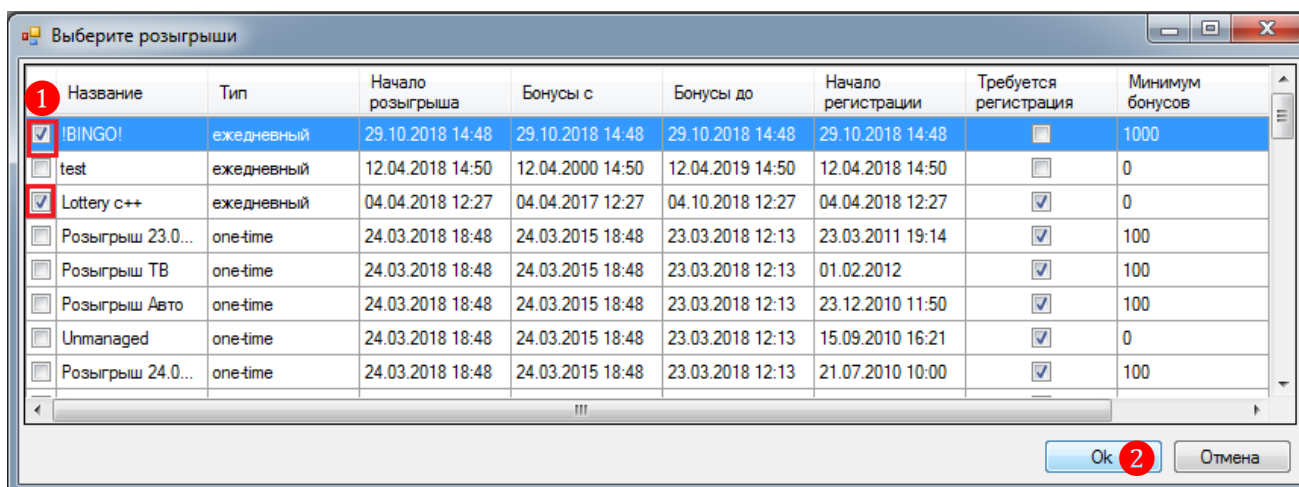 Выберите розыгрыши
1 Название Тип Начало розыгрыша Бонусы с Бонусы до Начало регистрации Требуется регистрация Минимум бонусов
!BINGO! ежедневный 29.10.2018 14:48 29.10.2018 14:48 29.10.2018 14:48 29.10.2018 14:48 1000
test ежедневный 12.04.2018 14:50 12.04.2000 14:50 12.04.2019 14:50 12.04.2018 14:50 0
Lottery c++ ежедневный 04.04.2018 12:27 04.04.2017 12:27 04.10.2018 12:27 04.04.2018 12:27 0
Розыгрыш 23.0... one-time 24.03.2018 18:48 24.03.2015 18:48 23.03.2018 12:13 23.03.2011 19:14 100
Розыгрыш ТВ one-time 24.03.2018 18:48 24.03.2015 18:48 23.03.2018 12:13 01.02.2012 100
Розыгрыш Авто one-time 24.03.2018 18:48 24.03.2015 18:48 23.03.2018 12:13 23.12.2010 11:50 100
Unmanaged one-time 24.03.2018 18:48 24.03.2015 18:48 23.03.2018 12:13 15.09.2010 16:21 0
Розыгрыш 24.0... one-time 24.03.2018 18:48 24.03.2015 18:48 23.03.2018 12:13 21.07.2010 10:00 100
Ok 2 Отмена